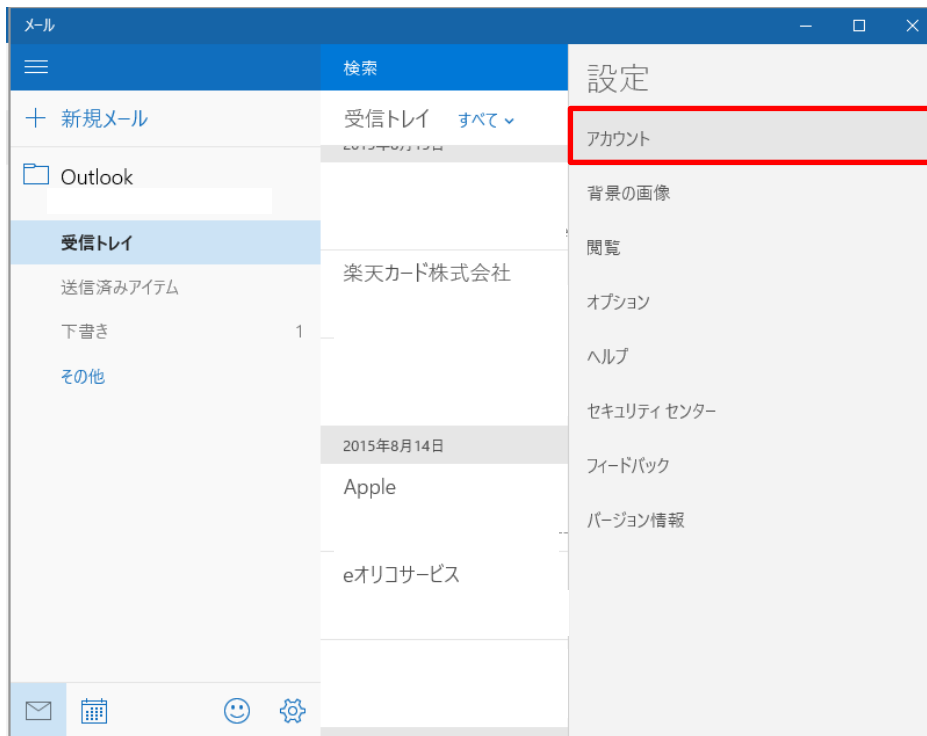 メール
新規メール
Outlook
受信トレイ
送信済みアイテム
下書き 1
その他
検索
受信トレイ すべて
楽天カード株式会社
2015年8月14日
Apple
eオリコサービス
設定
アカウント
背景の画像
閲覧
オプション
ヘルプ
セキュリティ センター
フィードバック
バージョン情報